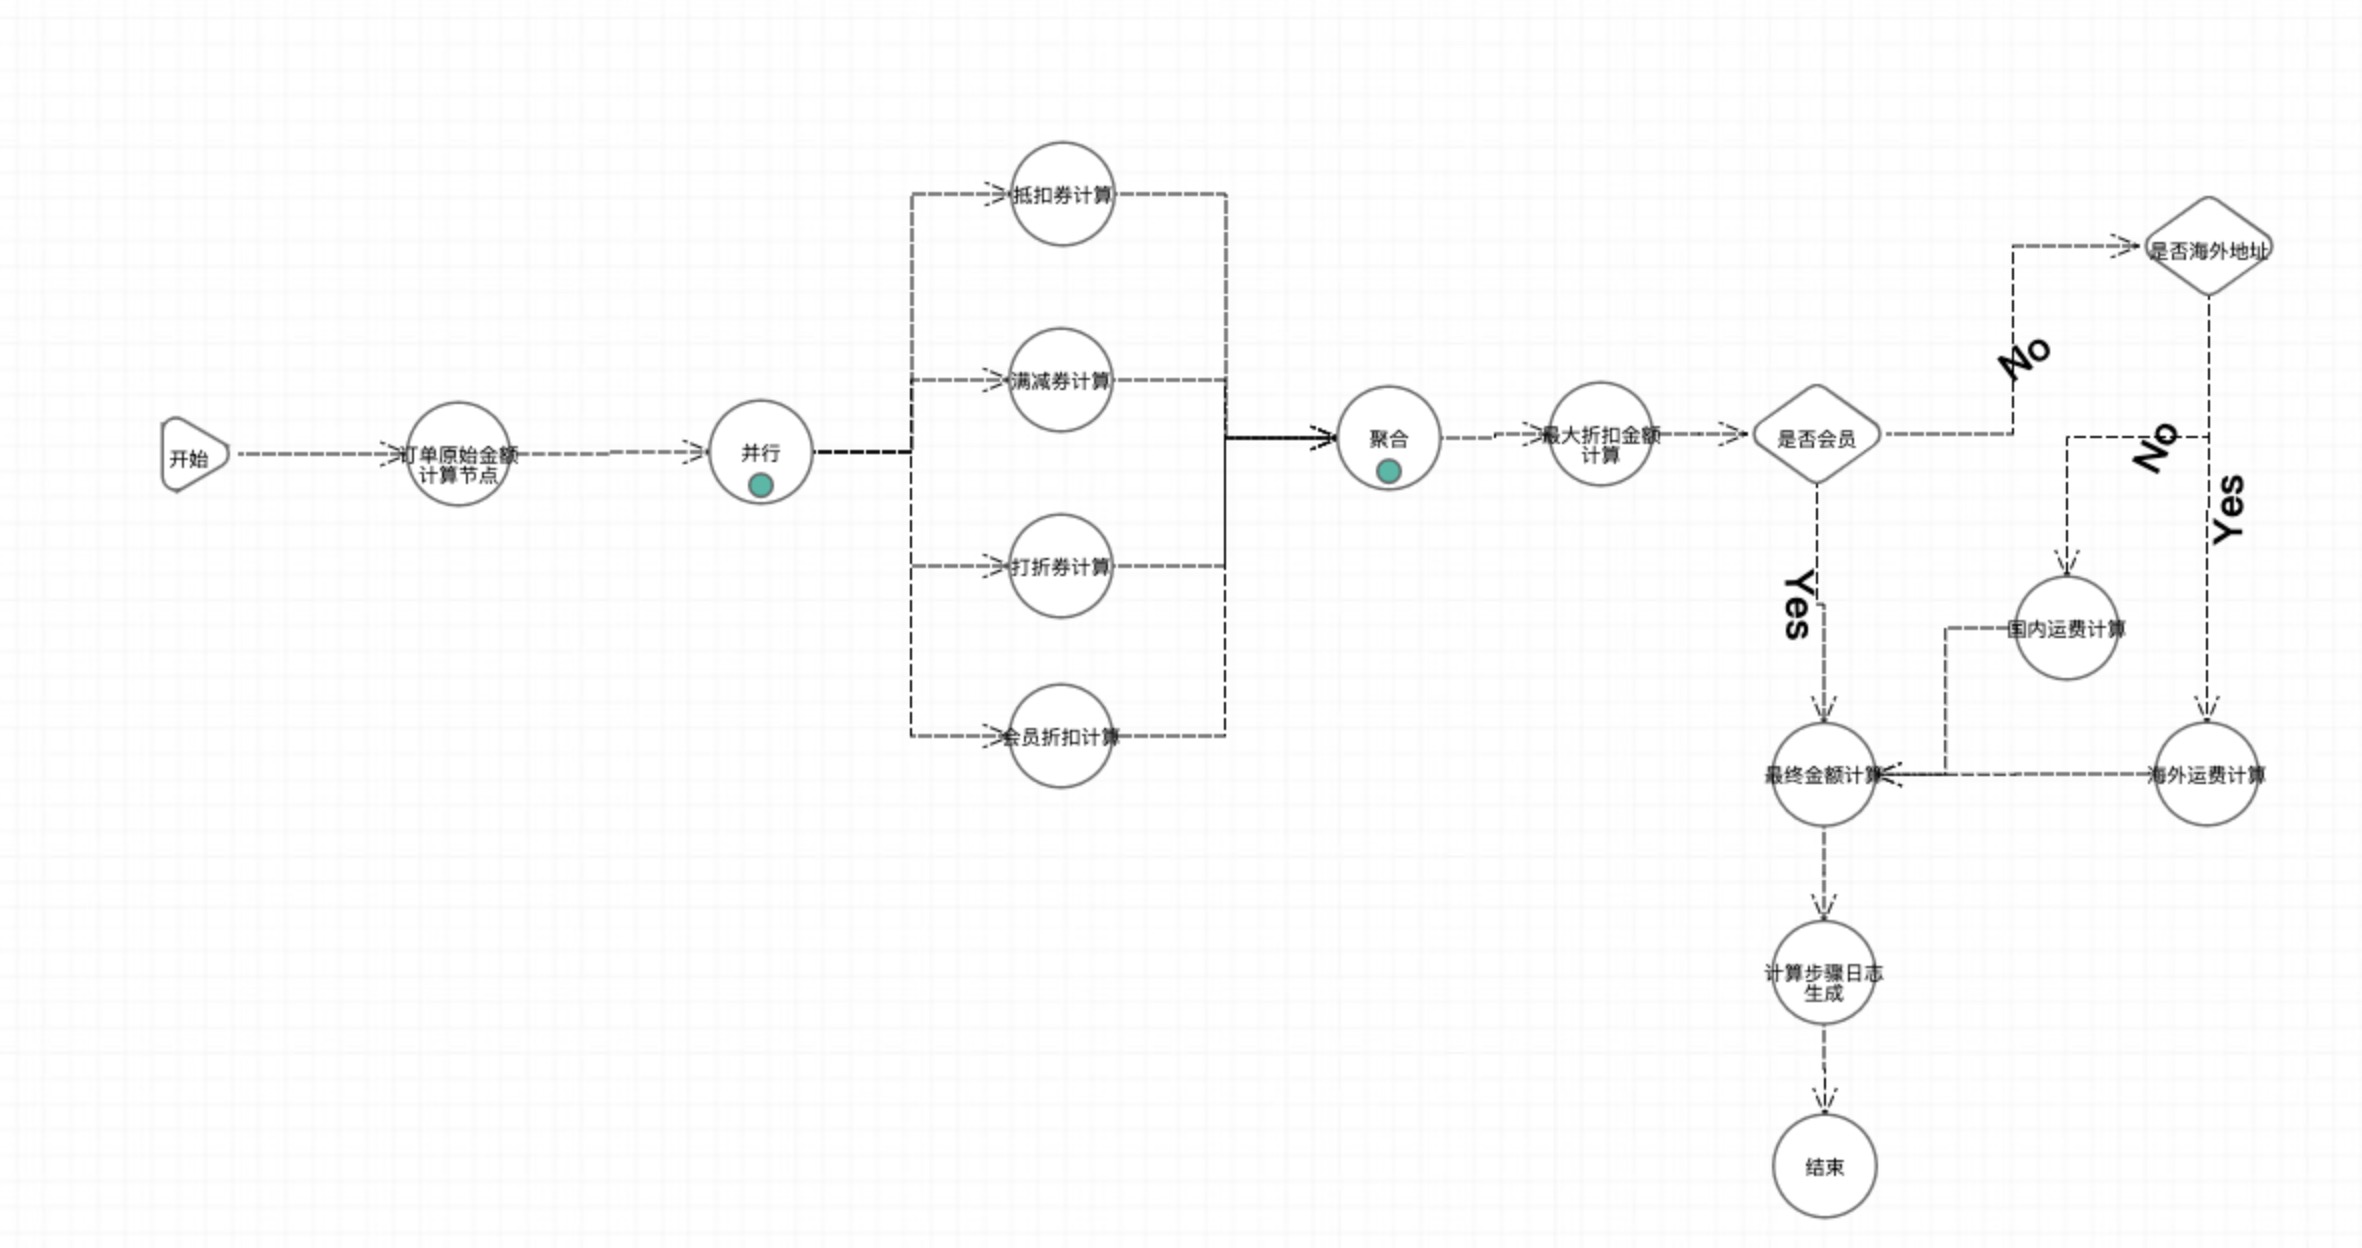 开始
订单原始金额
计算节点
并行
抵扣券计算
满减券计算
打折券计算
会员折扣计算
聚合
最大折扣金额
计算
是否会员
No
是否海外地址
No
Yes
Yes
国内运费计算
海外运费计算
最终金额计算
计算步骤日志
生成
结束